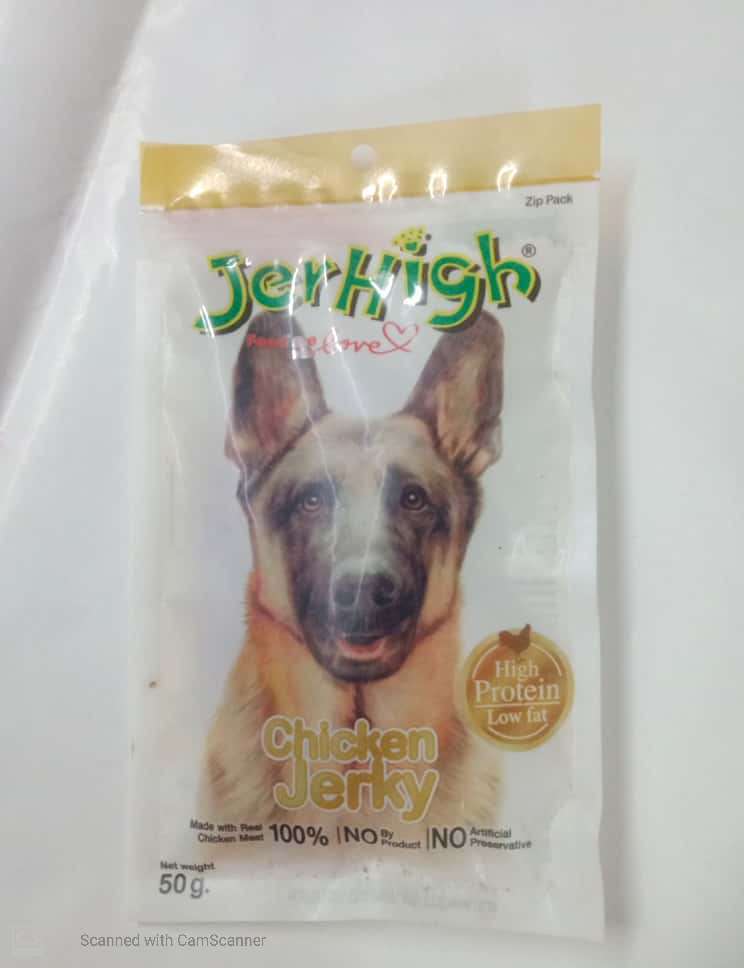 Zip Pack
JerHigh®
love
High
Protein
Low fat
Chicken
Jerky
Made with Real
Chicken Meat 100% | NO By Product | NO Artificial Preservative
Net weight
50 g.
Scanned with CamScanner